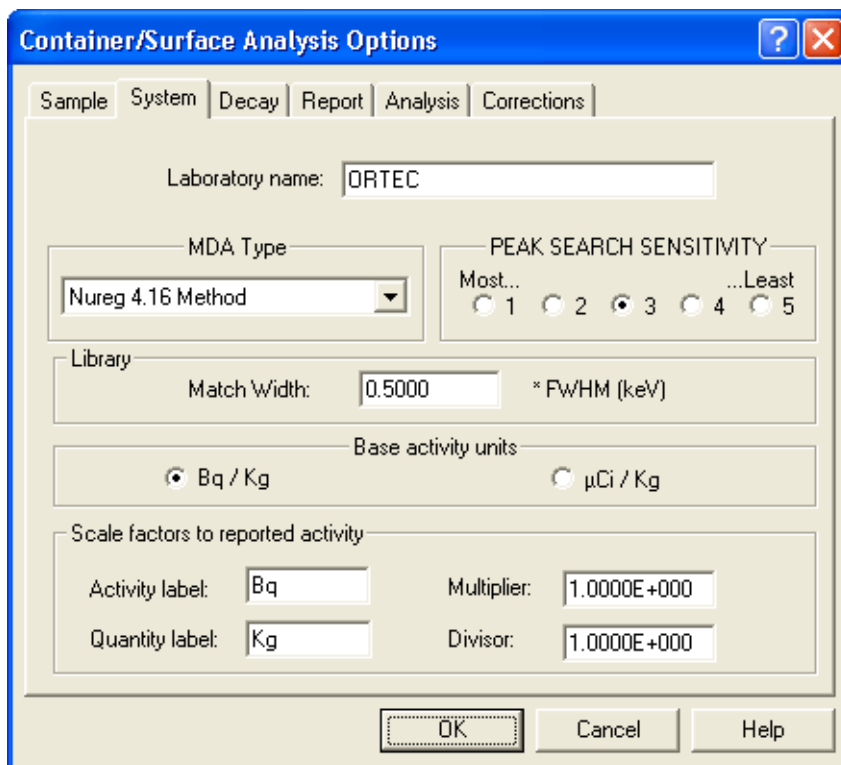 Container/Surface Analysis Options
?
Sample System Decay Report Analysis Corrections
Laboratory name: ORTEC
MDA Type
Nureg 4.16 Method
PEAK SEARCH SENSITIVITY
Most... ...Least
1 2 3 4 5
Library
Match Width: 0.5000 * FWHM (keV)
Base activity units
Bq / Kg µCi / Kg
Scale factors to reported activity
Activity label: Bq Multiplier: 1.0000E+000
Quantity label: Kg Divisor: 1.0000E+000
OK Cancel Help